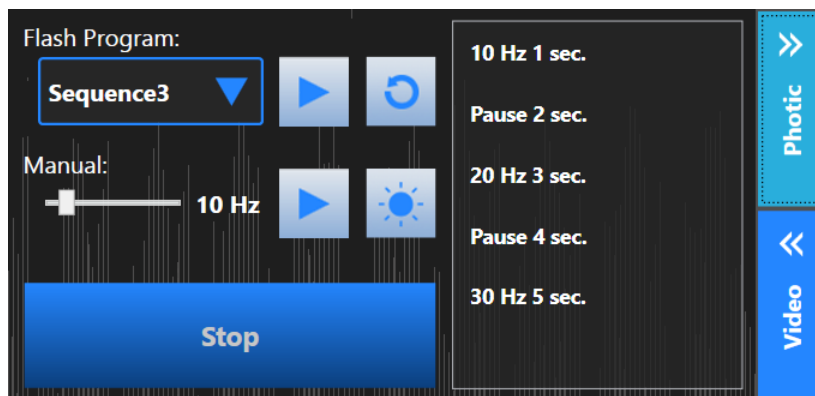 Flash Program:
Sequence3
Manual:
10 Hz
Stop
10 Hz 1 sec.
Pause 2 sec.
20 Hz 3 sec.
Pause 4 sec.
30 Hz 5 sec.
Photic
Video